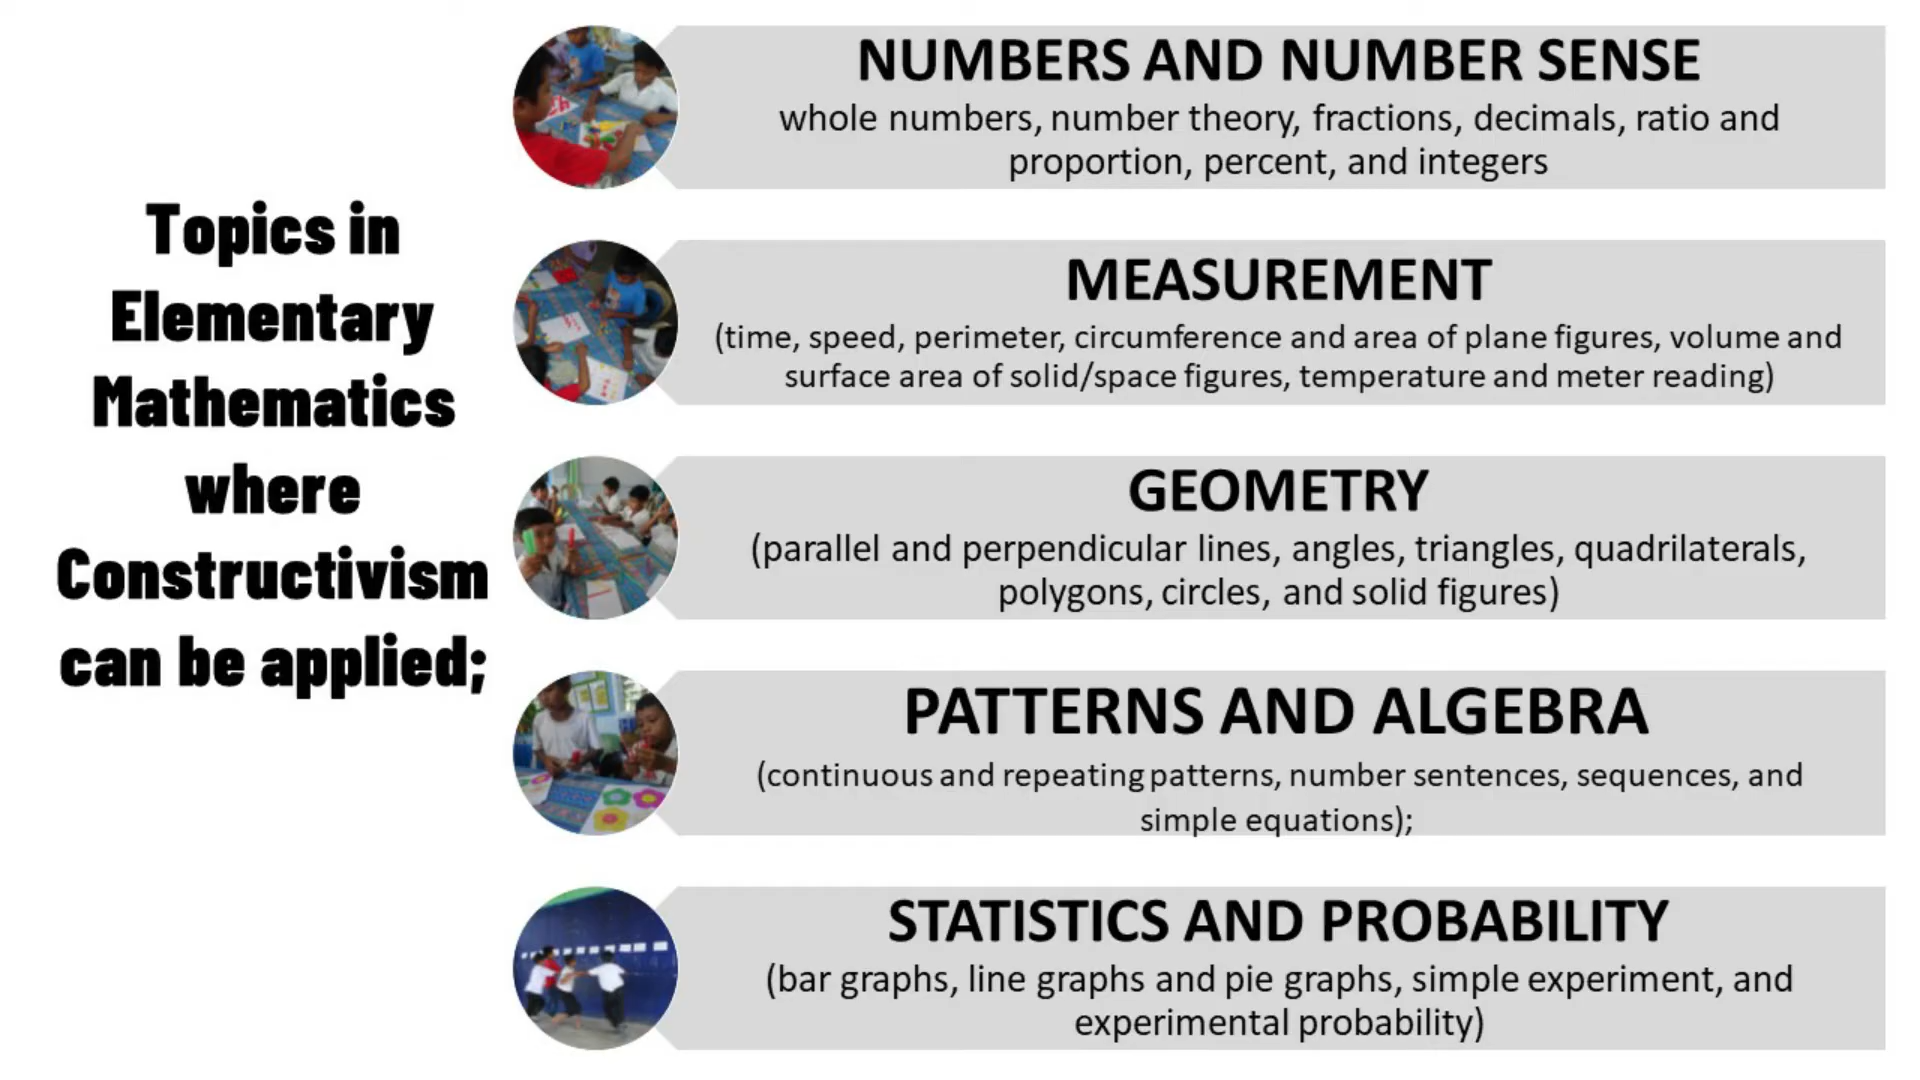 Topics in
Elementary
Mathematics
where
Constructivism
can be applied;
NUMBERS AND NUMBER SENSE
whole numbers, number theory, fractions, decimals, ratio and
proportion, percent, and integers
MEASUREMENT
(time, speed, perimeter, circumference and area of plane figures, volume and
surface area of solid/space figures, temperature and meter reading)
GEOMETRY
(parallel and perpendicular lines, angles, triangles, quadrilaterals,
polygons, circles, and solid figures)
PATTERNS AND ALGEBRA
(continuous and repeating patterns, number sentences, sequences, and
simple equations);
STATISTICS AND PROBABILITY
(bar graphs, line graphs and pie graphs, simple experiment, and
experimental probability)